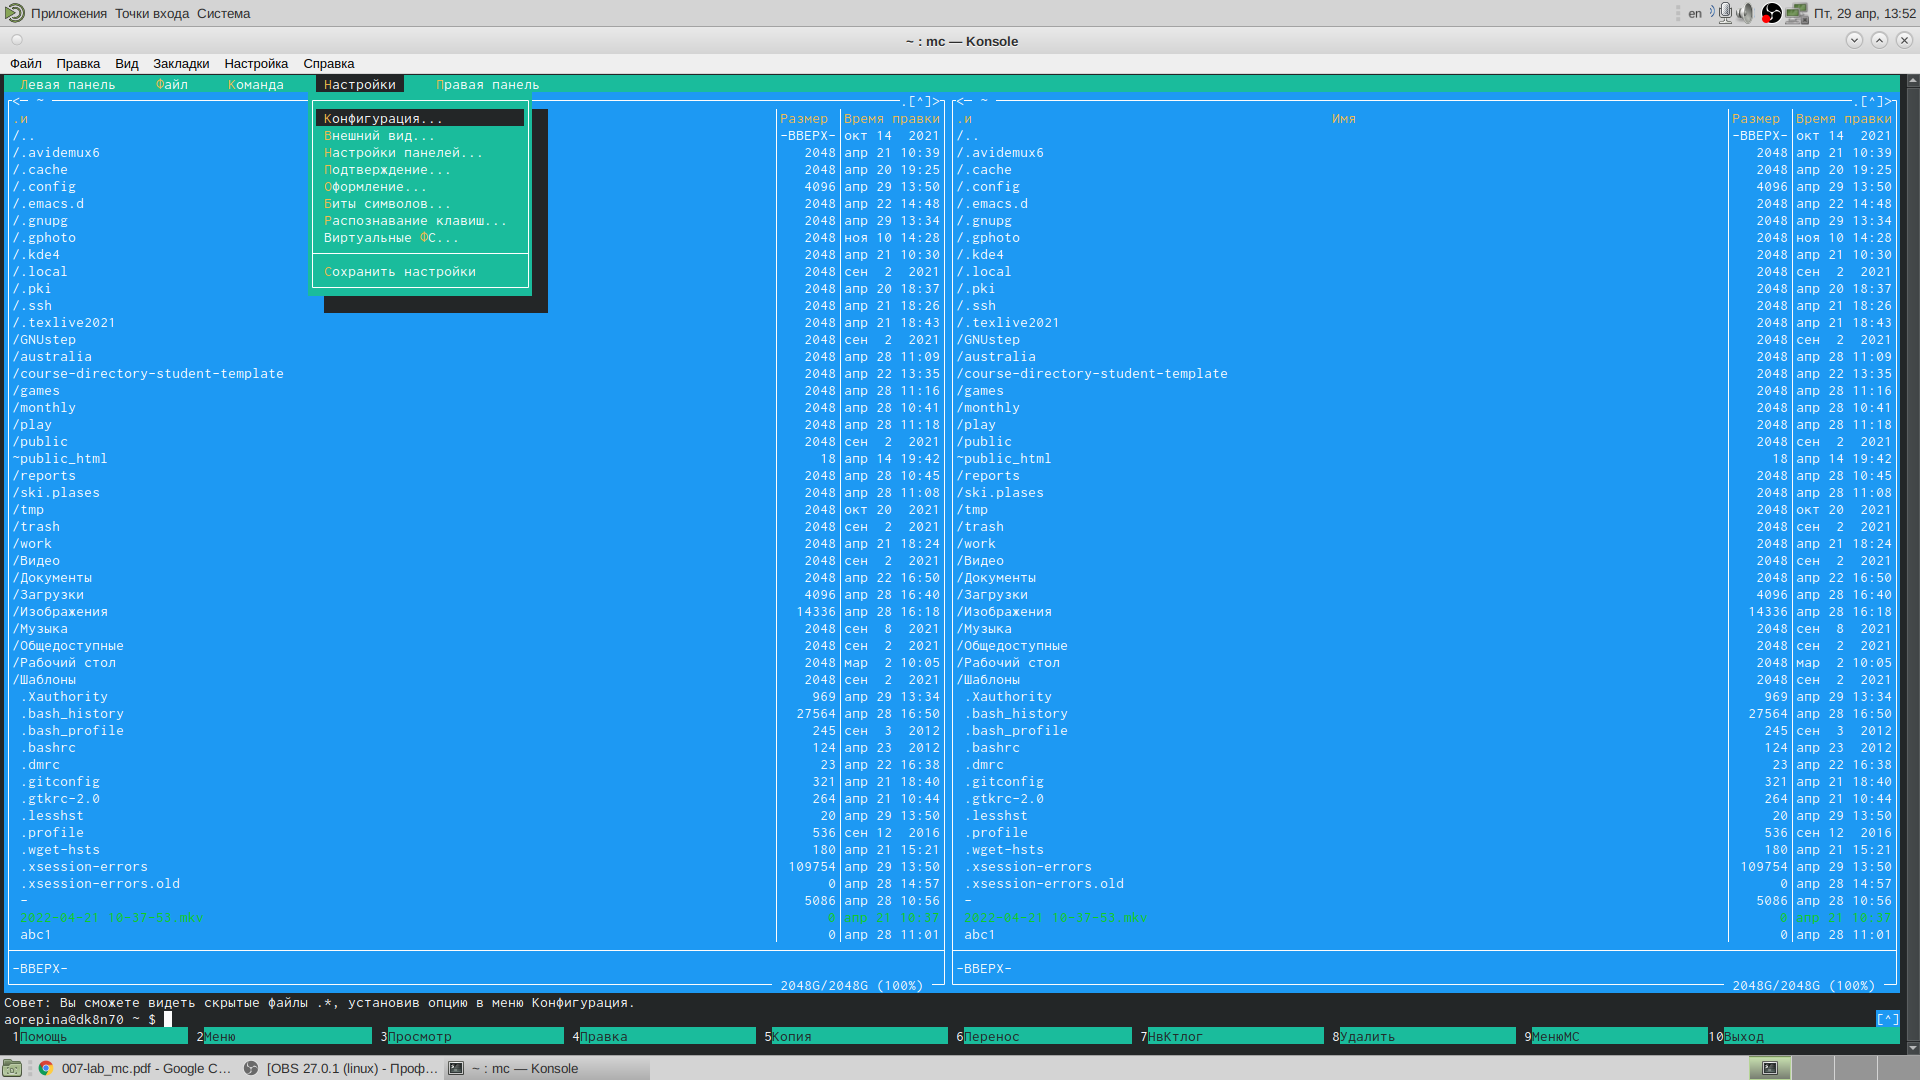 Приложения Точки входа Система
en
Пт, 29 апр, 13:52
~ : mc — Konsole
Файл Правка Вид Закладки Настройка Справка
Левая панель Файл Команда Настройки Правая панель
<─ ~ .[^]> <─ ~ .[^]>
.и Размер Время правки .и Имя Размер Время правки
Конфигурация...
Внешний вид...
Настройки панелей...
Подтверждение...
Оформление...
Биты символов...
Распознавание клавиш...
Виртуальные ФС...
Сохранить настройки
/.. -ВВЕРХ- окт 14 2021 /.. -ВВЕРХ- окт 14 2021
/.avidemux6 2048 апр 21 10:39 /.avidemux6 2048 апр 21 10:39
/.cache 2048 апр 20 19:25 /.cache 2048 апр 20 19:25
/.config 4096 апр 29 13:50 /.config 4096 апр 29 13:50
/.emacs.d 2048 апр 22 14:48 /.emacs.d 2048 апр 22 14:48
/.gnupg 2048 апр 29 13:34 /.gnupg 2048 апр 29 13:34
/.gphoto 2048 ноя 10 14:28 /.gphoto 2048 ноя 10 14:28
/.kde4 2048 апр 21 10:30 /.kde4 2048 апр 21 10:30
/.local 2048 сен 2 2021 /.local 2048 сен 2 2021
/.pki 2048 апр 20 18:37 /.pki 2048 апр 20 18:37
/.ssh 2048 апр 21 18:26 /.ssh 2048 апр 21 18:26
/.texlive2021 2048 апр 21 18:43 /.texlive2021 2048 апр 21 18:43
/GNUstep 2048 сен 2 2021 /GNUstep 2048 сен 2 2021
/australia 2048 апр 28 11:09 /australia 2048 апр 28 11:09
/course-directory-student-template 2048 апр 22 13:35 /course-directory-student-template 2048 апр 22 13:35
/games 2048 апр 28 11:16 /games 2048 апр 28 11:16
/monthly 2048 апр 28 10:41 /monthly 2048 апр 28 10:41
/play 2048 апр 28 11:18 /play 2048 апр 28 11:18
/public 2048 сен 2 2021 /public 2048 сен 2 2021
~public_html 18 апр 14 19:42 ~public_html 18 апр 14 19:42
/reports 2048 апр 28 10:45 /reports 2048 апр 28 10:45
/ski.plases 2048 апр 28 11:08 /ski.plases 2048 апр 28 11:08
/tmp 2048 окт 20 2021 /tmp 2048 окт 20 2021
/trash 2048 сен 2 2021 /trash 2048 сен 2 2021
/work 2048 апр 21 18:24 /work 2048 апр 21 18:24
/Видео 2048 сен 2 2021 /Видео 2048 сен 2 2021
/Документы 2048 апр 22 16:50 /Документы 2048 апр 22 16:50
/Загрузки 4096 апр 28 16:40 /Загрузки 4096 апр 28 16:40
/Изображения 14336 апр 28 16:18 /Изображения 14336 апр 28 16:18
/Музыка 2048 сен 8 2021 /Музыка 2048 сен 8 2021
/Общедоступные 2048 сен 2 2021 /Общедоступные 2048 сен 2 2021
/Рабочий стол 2048 мар 2 10:05 /Рабочий стол 2048 мар 2 10:05
/Шаблоны 2048 сен 2 2021 /Шаблоны 2048 сен 2 2021
.Xauthority 969 апр 29 13:34 .Xauthority 969 апр 29 13:34
.bash_history 27564 апр 28 16:50 .bash_history 27564 апр 28 16:50
.bash_profile 245 сен 3 2012 .bash_profile 245 сен 3 2012
.bashrc 124 апр 23 2012 .bashrc 124 апр 23 2012
.dmrc 23 апр 22 16:38 .dmrc 23 апр 22 16:38
.gitconfig 321 апр 21 18:40 .gitconfig 321 апр 21 18:40
.gtkrc-2.0 264 апр 21 10:44 .gtkrc-2.0 264 апр 21 10:44
.lesshst 20 апр 29 13:50 .lesshst 20 апр 29 13:50
.profile 536 сен 12 2016 .profile 536 сен 12 2016
.wget-hsts 180 апр 21 15:21 .wget-hsts 180 апр 21 15:21
.xsession-errors 109754 апр 29 13:50 .xsession-errors 109754 апр 29 13:50
.xsession-errors.old 0 апр 28 14:57 .xsession-errors.old 0 апр 28 14:57
- 5086 апр 28 10:56 - 5086 апр 28 10:56
abc1 0 апр 28 11:01 abc1 0 апр 28 11:01
-ВВЕРХ- -ВВЕРХ-
2048G/2048G (100%) 2048G/2048G (100%)
Совет: Вы сможете видеть скрытые файлы .*, установив опцию в меню Конфигурация.
aorepina@dk8n70 ~ $ [^]
1Помощь 2Меню 3Просмотр 4Правка 5Копия 6Перенос 7НвКтлог 8Удалить 9МенюМС 10Выход
007-lab_mc.pdf - Google C... [OBS 27.0.1 (linux) - Проф... ~ : mc — Konsole